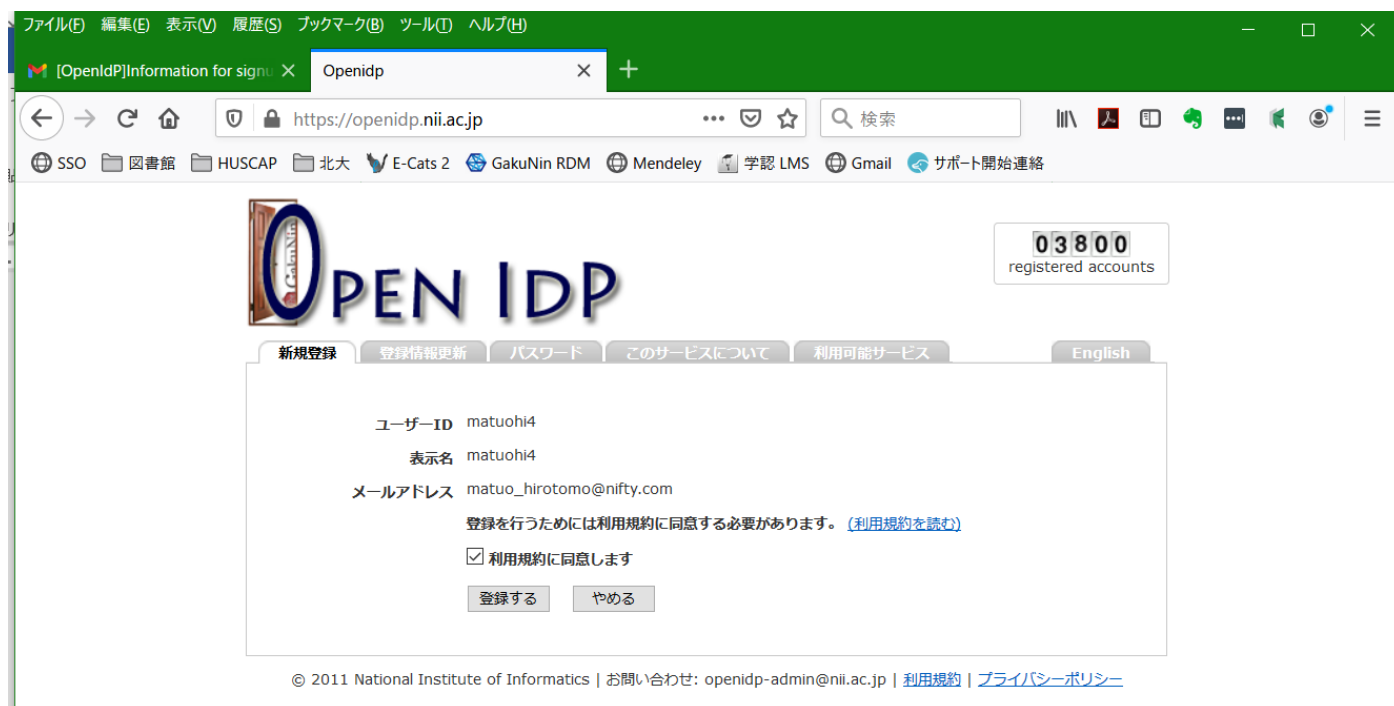 ファイル(F) 編集(E) 表示(V) 履歴(S) ブックマーク(B) ツール(T) ヘルプ(H)
[OpenIdP]Information for signu Openidp
https://openidp.nii.ac.jp 検索
SSO 図書館 HUSCAP 北大 E-Cats 2 GakuNin RDM Mendeley 学認 LMS Gmail サポート開始連絡
GakuNin
OPEN IDP
03800
registered accounts
新規登録 登録情報更新 パスワード このサービスについて 利用可能サービス English
ユーザーID matuohi4
表示名 matuohi4
メールアドレス matuo_hirotomo@nifty.com
登録を行うためには利用規約に同意する必要があります。 (利用規約を読む)
利用規約に同意します
登録する やめる
© 2011 National Institute of Informatics | お問い合わせ: openidp-admin@nii.ac.jp | 利用規約 | プライバシーポリシー